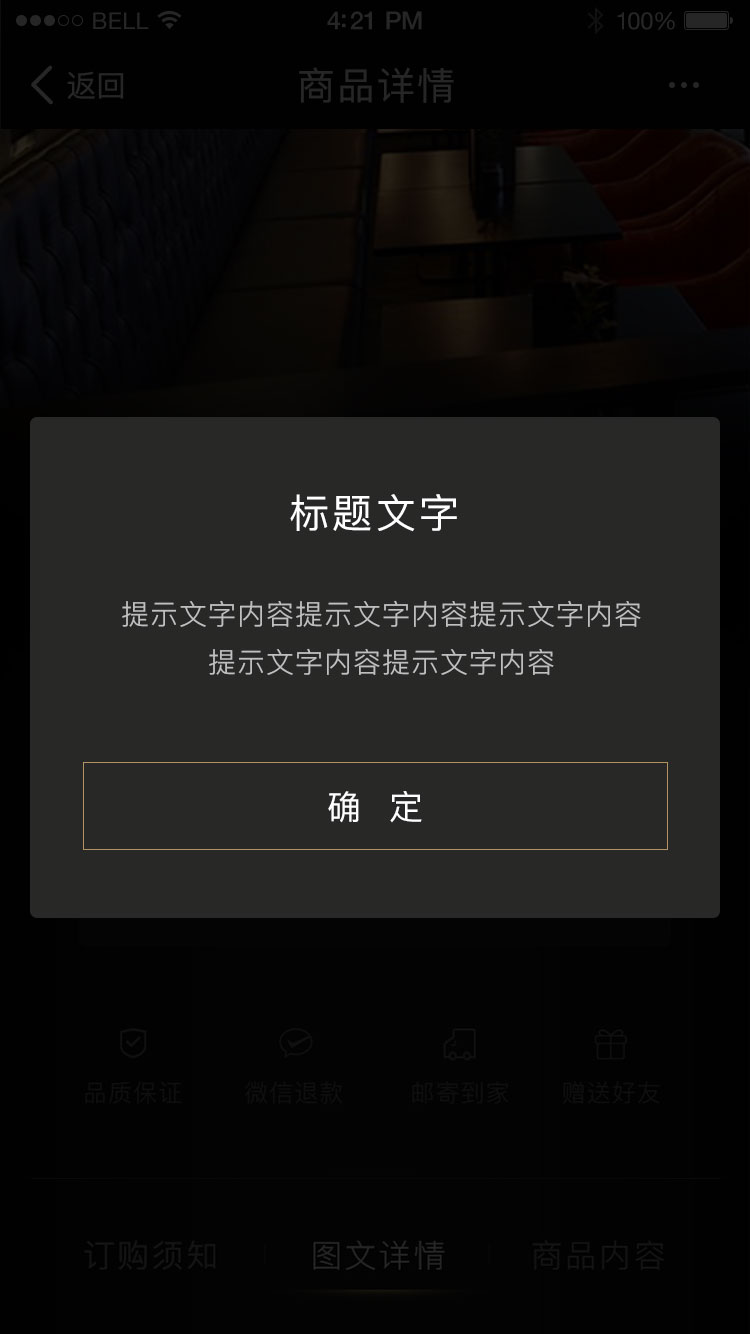 BELL 4:21 PM 100%
返回 商品详情
标题文字
提示文字内容提示文字内容提示文字内容
提示文字内容提示文字内容
确 定
品质保证 微信退款 邮寄到家 赠送好友
订购须知 图文详情 商品内容